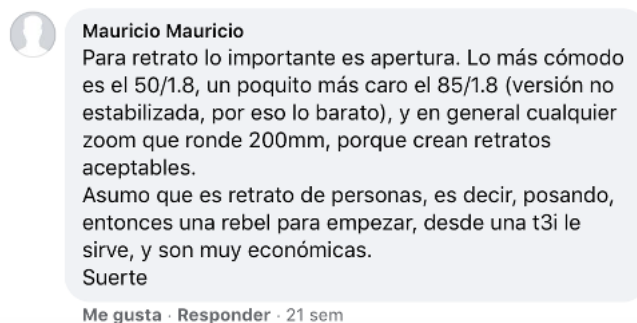 Mauricio Mauricio
Para retrato lo importante es apertura. Lo más cómodo
es el 50/1.8, un poquito más caro el 85/1.8 (versión no
estabilizada, por eso lo barato), y en general cualquier
zoom que ronde 200mm, porque crean retratos
aceptables.
Asumo que es retrato de personas, es decir, posando,
entonces una rebel para empezar, desde una t3i le
sirve, y son muy económicas.
Suerte
Me gusta · Responder · 21 sem